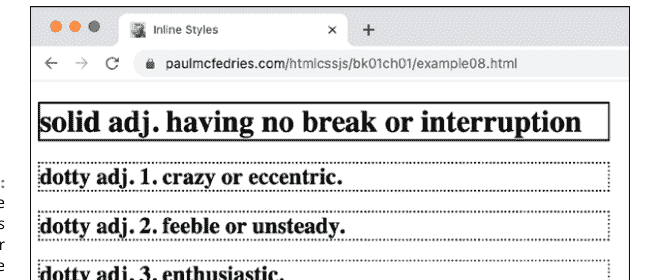 Inline Styles
paulmcfedries.com/htmlcssjs/bk01ch01/example08.html
solid adj. having no break or interruption
dotty adj. 1. crazy or eccentric.
:
e
dotty adj. 2. feeble or unsteady.
s
r
e
dotty adj. 3. enthusiastic.